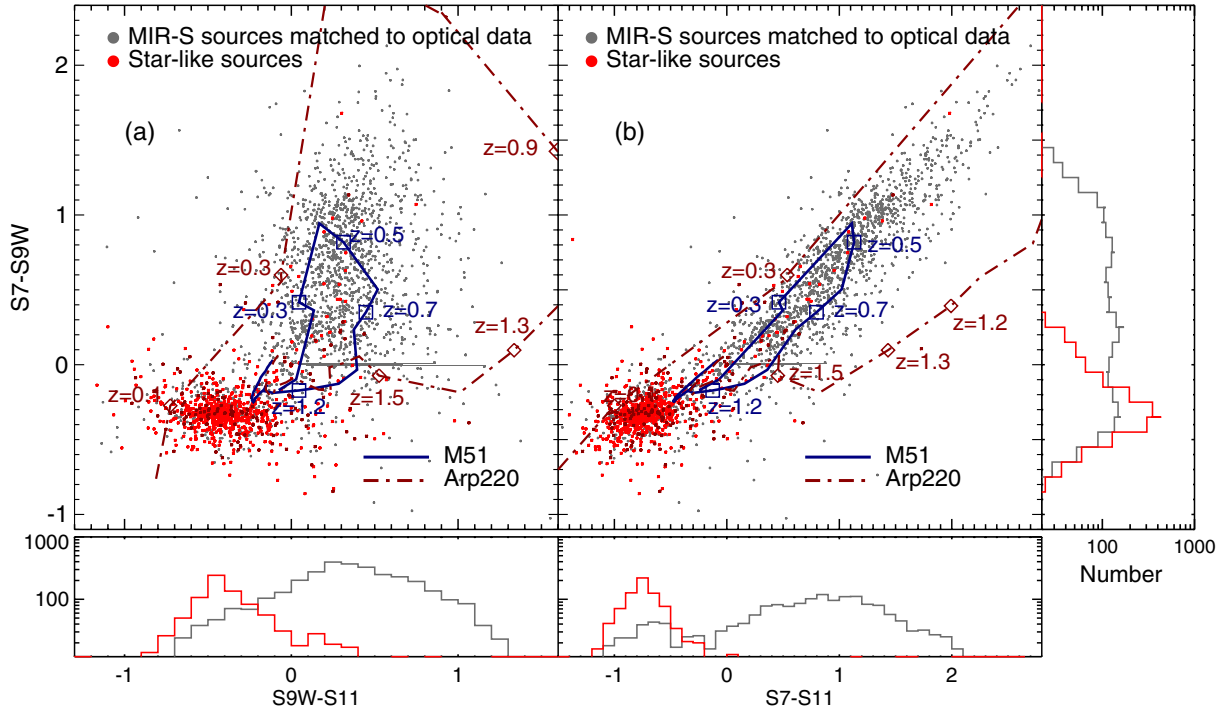 MIR-S sources matched to optical data
Star-like sources
(a)
z=0.9
z=0.5
z=0.3
z=0.3
z=0.7
z=1.3
z=0.1
z=1.2
z=1.5
M51
Arp220
S7-S9W
2
1
0
-1
MIR-S sources matched to optical data
Star-like sources
(b)
z=0.3
z=0.5
z=0.3
z=0.7
z=1.2
z=1.3
z=1.5
z=1.2
M51
Arp220
100
1000
Number
1000
100
-1
0
1
S9W-S11
-1
0
1
2
S7-S11